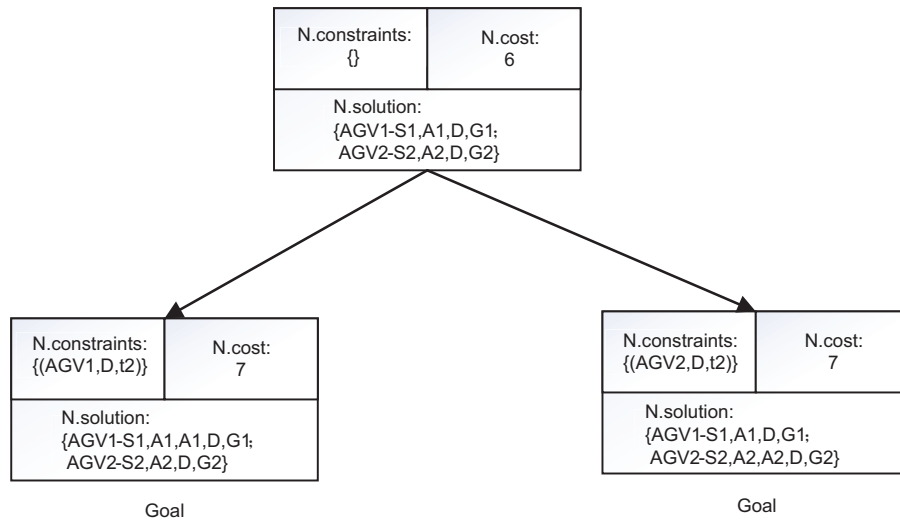 N.constraints:
{}
N.cost:
6
N.solution:
{AGV1-S1,A1,D,G1;
AGV2-S2,A2,D,G2}
N.constraints:
{(AGV1,D,t2)}
N.cost:
7
N.solution:
{AGV1-S1,A1,A1,D,G1;
AGV2-S2,A2,D,G2}
Goal
N.constraints:
{(AGV2,D,t2)}
N.cost:
7
N.solution:
{AGV1-S1,A1,D,G1;
AGV2-S2,A2,A2,D,G2}
Goal